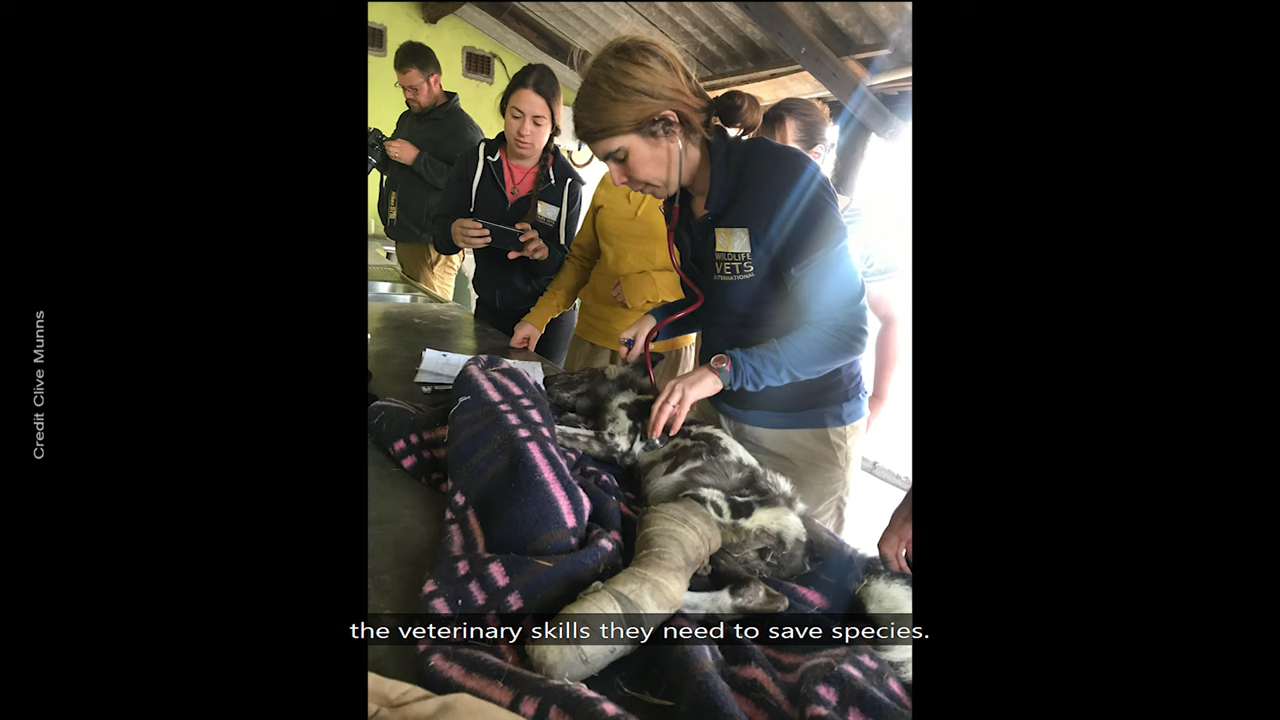 Credit Clive Munns
WILDLIFE
VETS
INTERNATIONAL
the veterinary skills they need to save species.